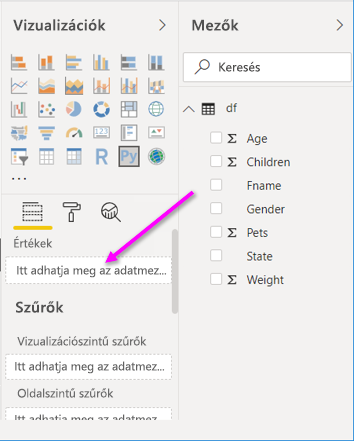 Vizualizációk
R
Py
123
...
Értékek
Itt adhatja meg az adatmez...
Szűrők
Vizualizációszintű szűrők
Itt adhatja meg az adatmez...
Oldalszintű szűrők
Itt adhatja meg az adatmez...
Mezők
Keresés
df
Σ Age
Σ Children
Fname
Gender
Σ Pets
State
Σ Weight